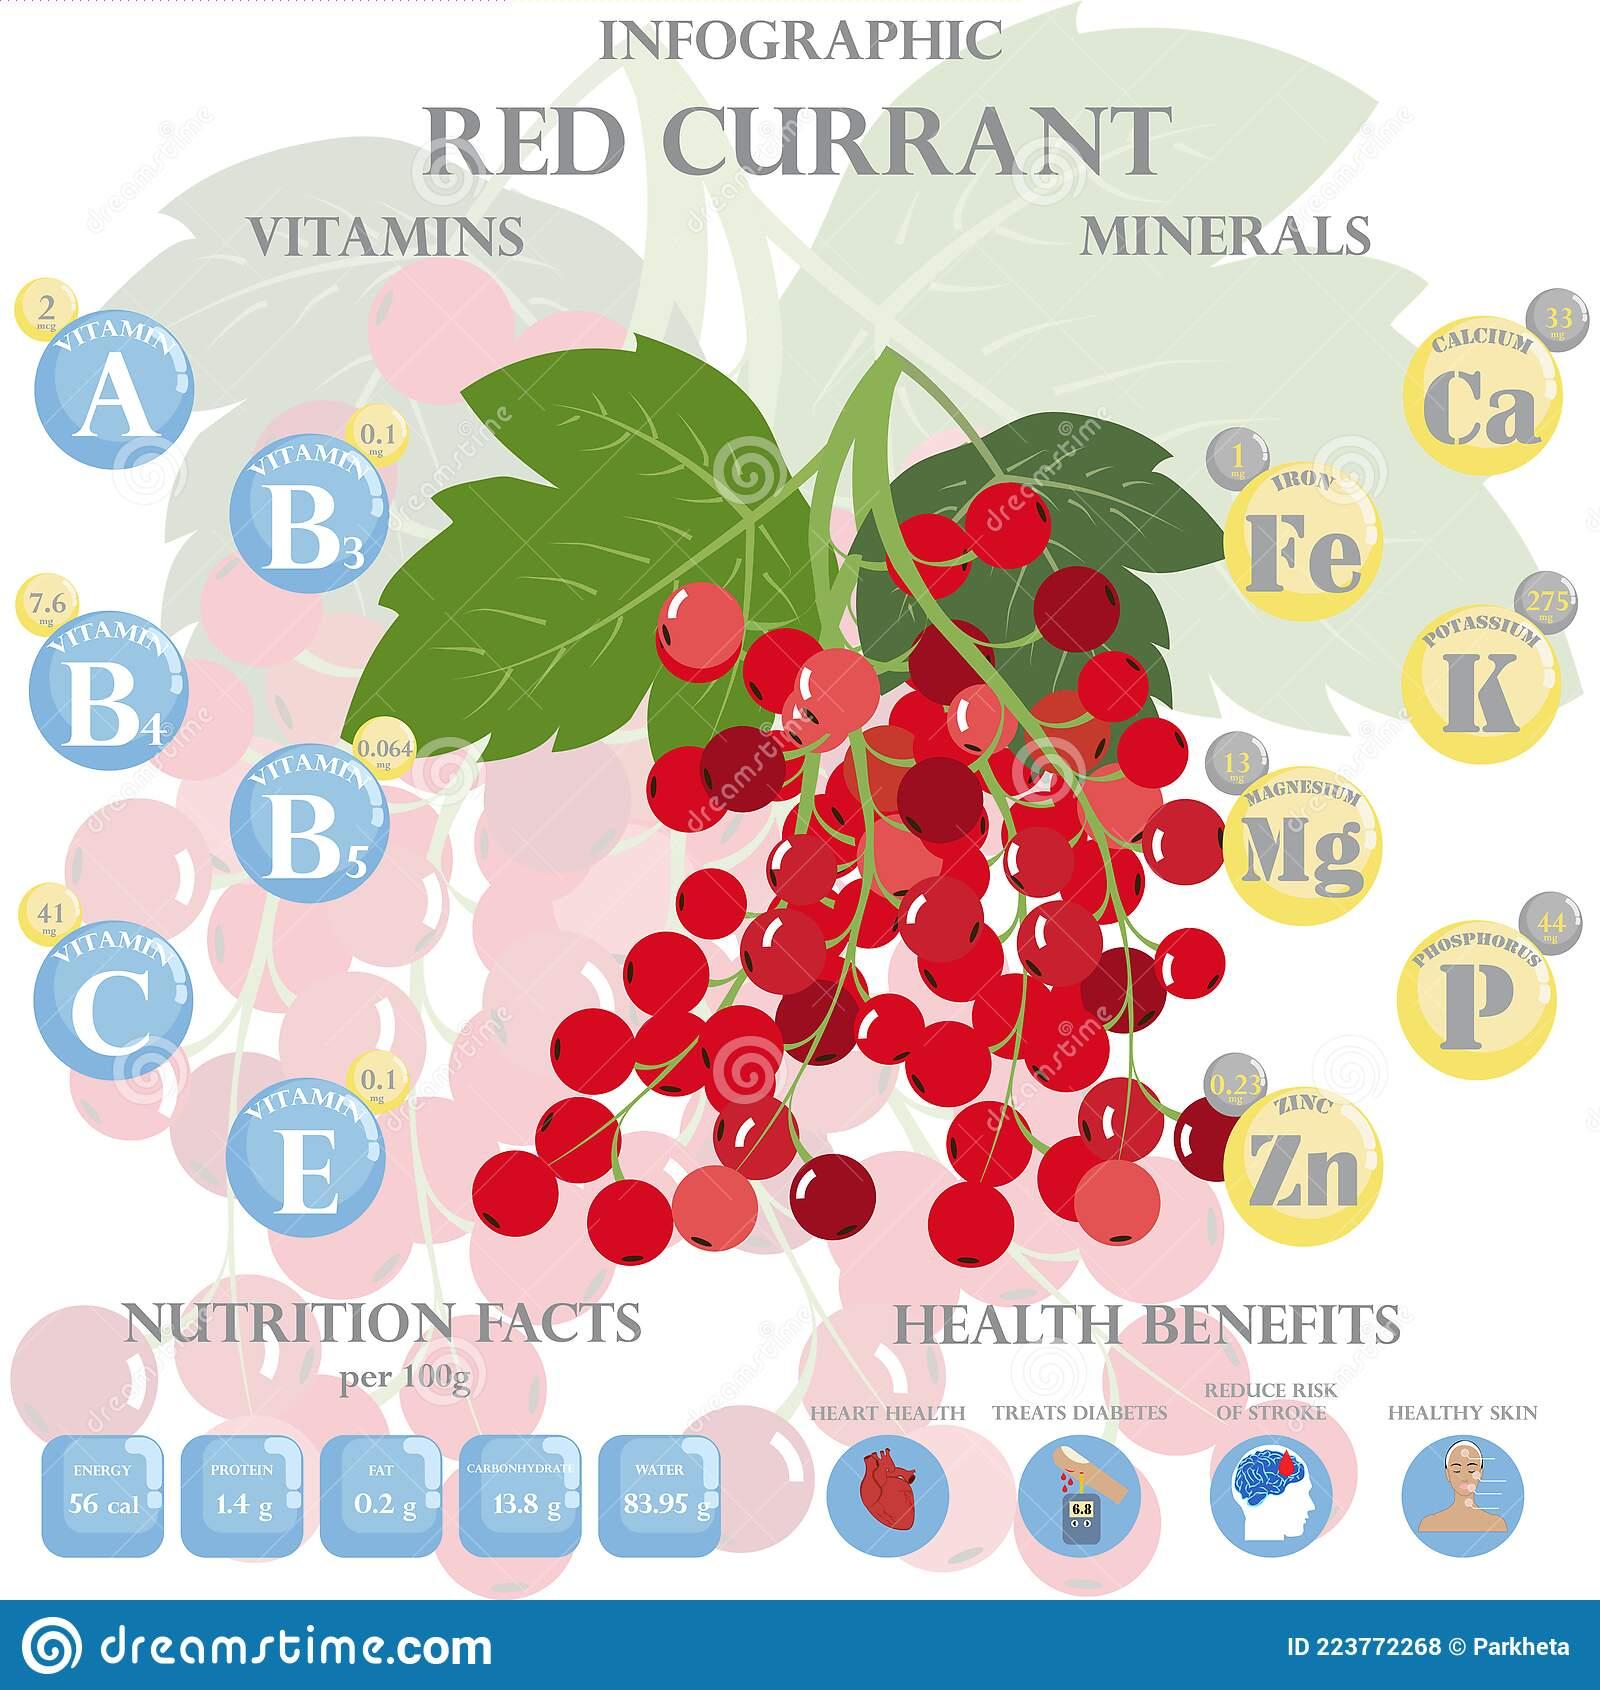 INFOGRAPHIC
RED CURRANT
VITAMINS
2
mcg
VITAMIN
A
0.1
mg
VITAMIN
B3
7.6
mg
VITAMIN
B4
0.064
mg
VITAMIN
B5
41
mg
VITAMIN
C
0.1
mg
VITAMIN
E
MINERALS
33
mg
CALCIUM
Ca
1
mg
IRON
Fe
275
mg
POTASSIUM
K
13
mg
MAGNESIUM
Mg
44
mg
PHOSPHORUS
P
0.23
mg
ZINC
Zn
NUTRITION FACTS
per 100g
ENERGY
56 cal
PROTEIN
1.4 g
FAT
0.2 g
CARBONHYDRATE
13.8 g
WATER
83.95 g
HEALTH BENEFITS
HEART HEALTH
TREATS DIABETES
6.8
REDUCE RISK
OF STROKE
HEALTHY SKIN
dreamstime.com
ID 223772268 © Parkheta